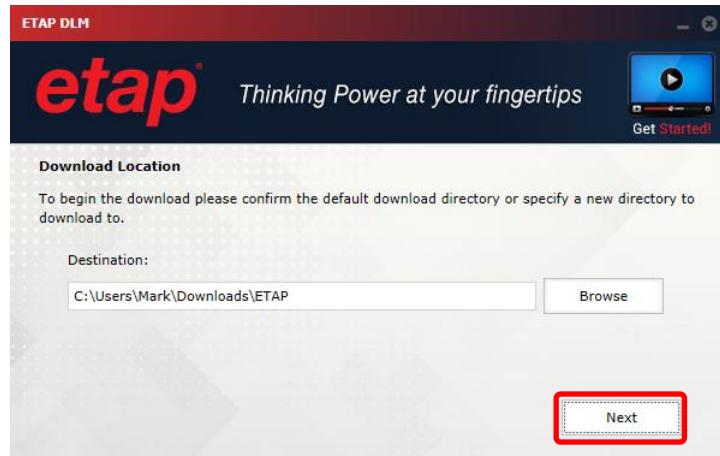 ETAP DLM
etap®
Thinking Power at your fingertips
Get Started!
Download Location
To begin the download please confirm the default download directory or specify a new directory to
download to.
Destination:
C:\Users\Mark\Downloads\ETAP
Browse
Next